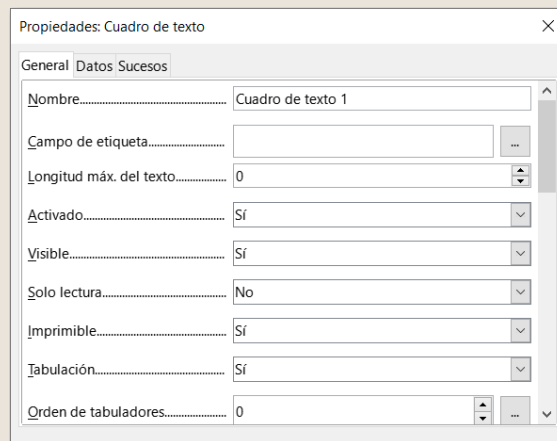 Propiedades: Cuadro de texto
General Datos Sucesos
Nombre................................................ Cuadro de texto 1
Campo de etiqueta......................... ...
Longitud máx. del texto................. 0
Activado............................................. Sí
Visible.................................................. Sí
Solo lectura........................................ No
Imprimible.......................................... Sí
Tabulación.......................................... Sí
Orden de tabuladores..................... 0 ...